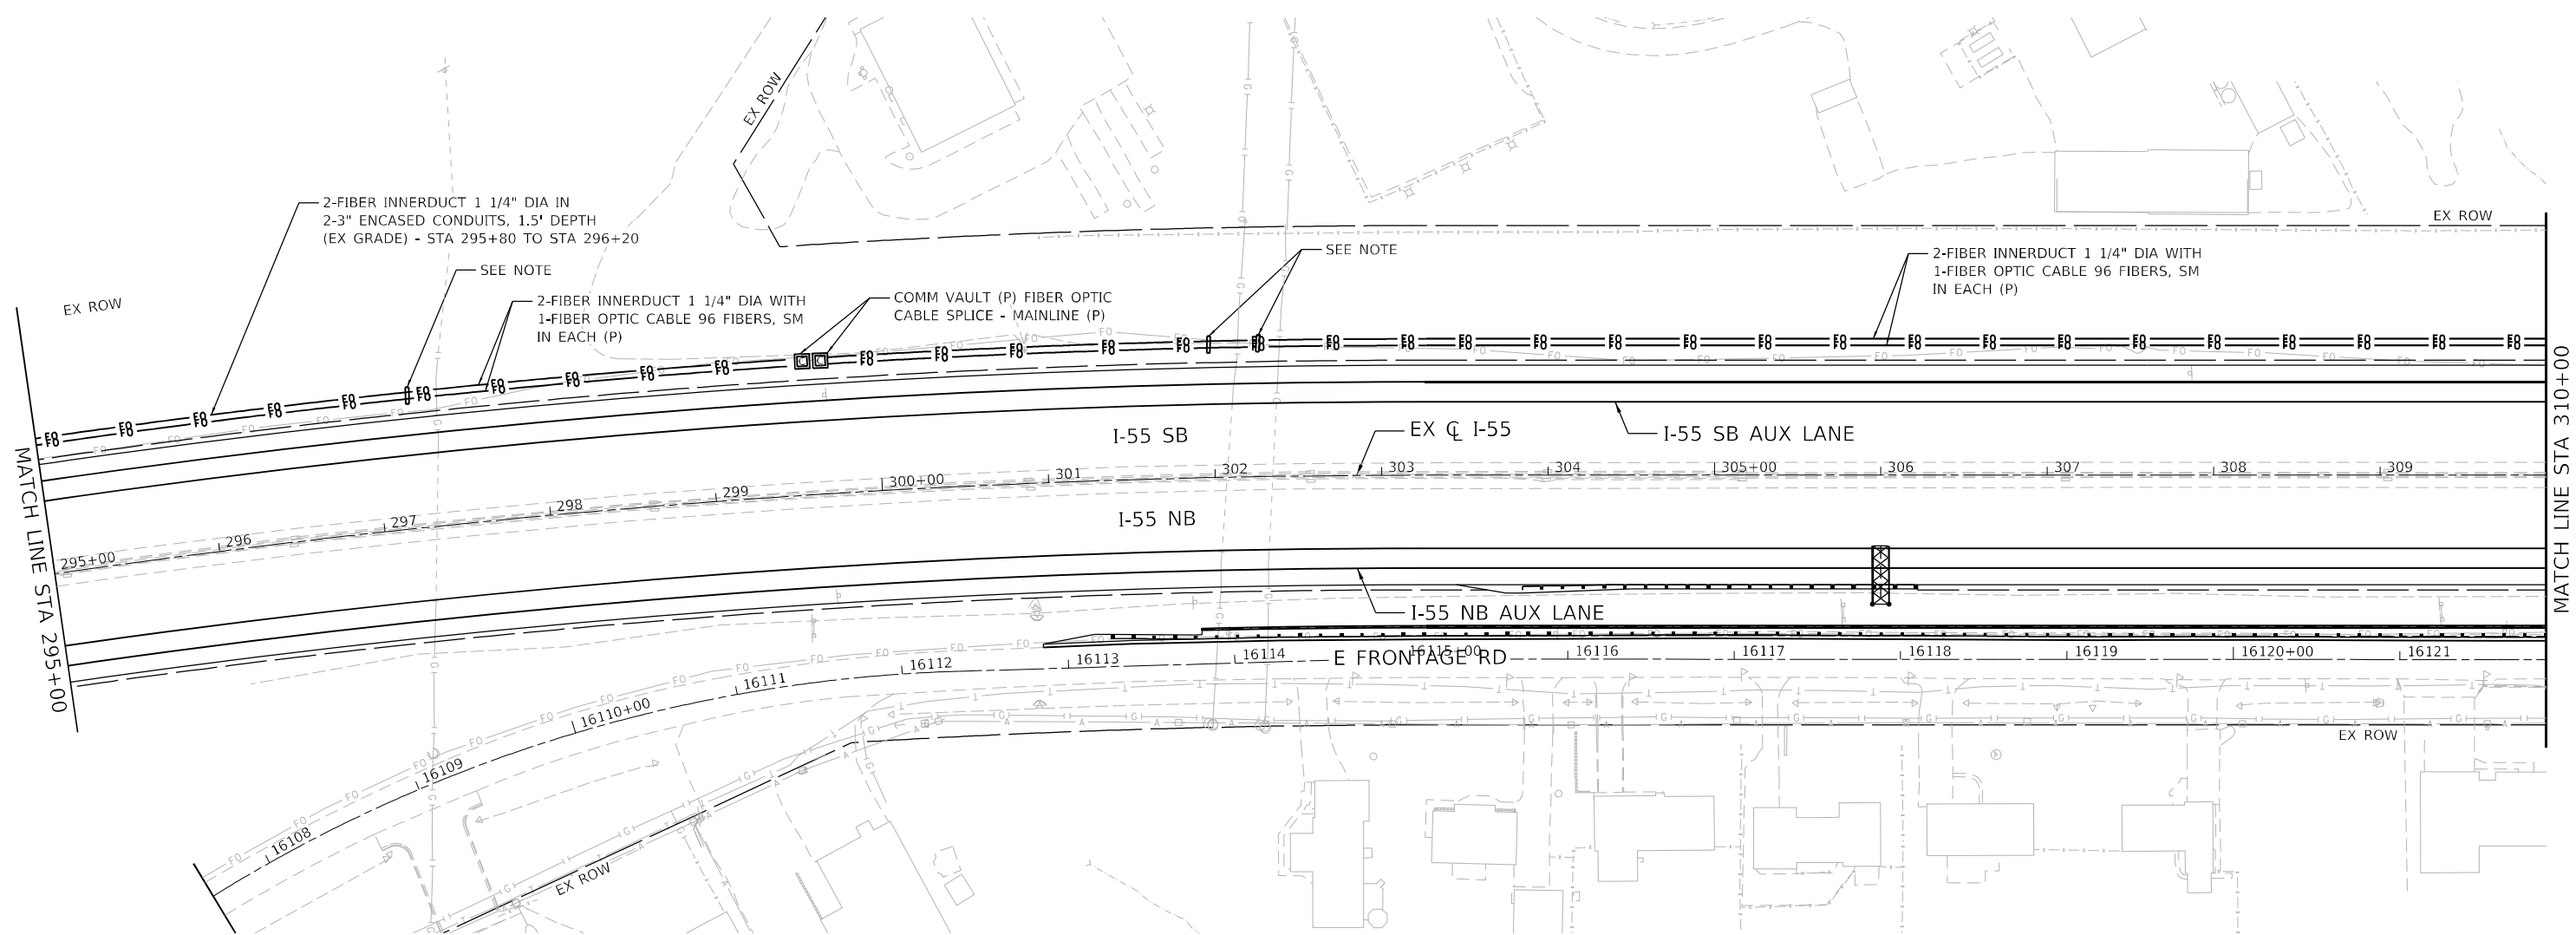 EX ROW
2-FIBER INNERDUCT 1 1/4" DIA IN
2-3" ENCASED CONDUITS, 1.5' DEPTH
(EX GRADE) - STA 295+80 TO STA 296+20
SEE NOTE
EX ROW
2-FIBER INNERDUCT 1 1/4" DIA WITH
1-FIBER OPTIC CABLE 96 FIBERS, SM
IN EACH (P)
COMM VAULT (P) FIBER OPTIC
CABLE SPLICE - MAINLINE (P)
SEE NOTE
2-FIBER INNERDUCT 1 1/4" DIA WITH
1-FIBER OPTIC CABLE 96 FIBERS, SM
IN EACH (P)
EX ROW
MATCH LINE STA 295+00
MATCH LINE STA 310+00
I-55 SB
EX ℄ I-55
I-55 SB AUX LANE
295+00
296
297
298
299
300+00
301
302
303
304
305+00
306
307
308
309
I-55 NB
I-55 NB AUX LANE
E FRONTAGE RD
16108
16109
16110+00
16111
16112
16113
16114
16115+00
16116
16117
16118
16119
16120+00
16121
EX ROW
EX ROW